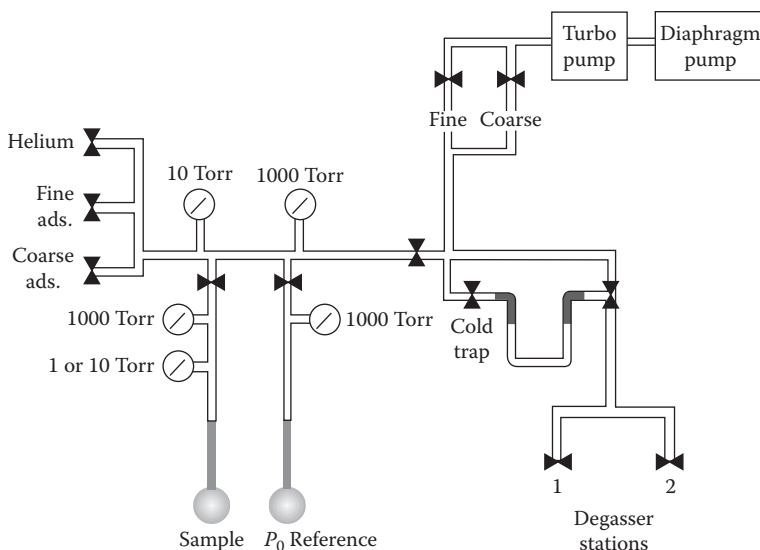 Turbo
pump
Diaphragm
pump
Fine
Coarse
Helium
10 Torr
1000 Torr
Fine
ads.
Coarse
ads.
1000 Torr
1000 Torr
Cold
trap
1 or 10 Torr
1
2
Sample
P0 Reference
Degasser
stations